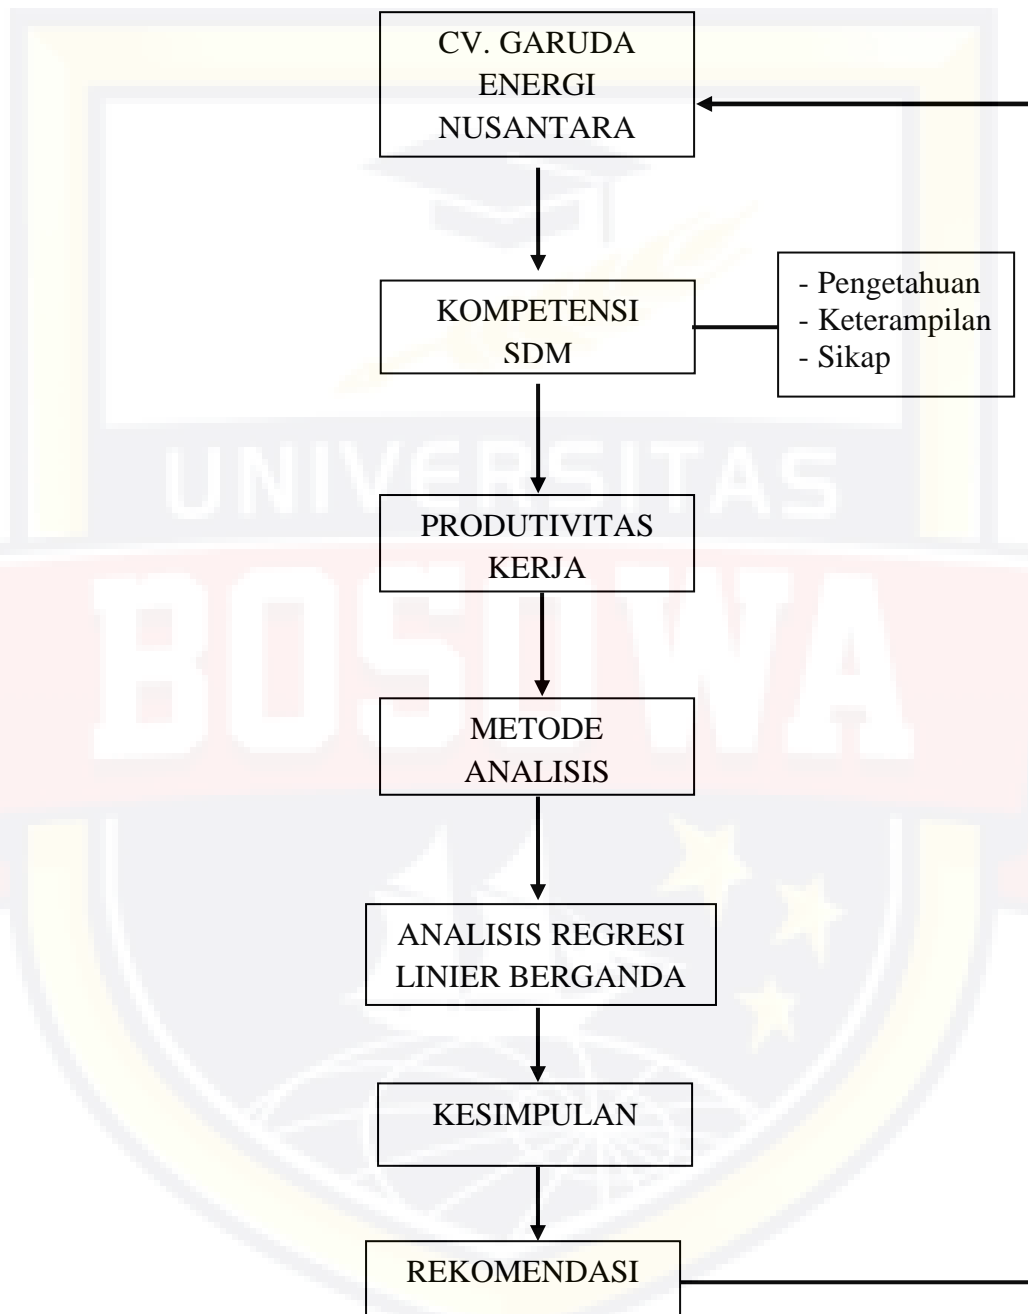 CV. GARUDA
ENERGI
NUSANTARA
KOMPETENSI
SDM
- Pengetahuan
- Keterampilan
- Sikap
UNIVERSITAS
PRODUTIVITAS
KERJA
BOSOWA
METODE
ANALISIS
ANALISIS REGRESI
LINIER BERGANDA
KESIMPULAN
REKOMENDASI